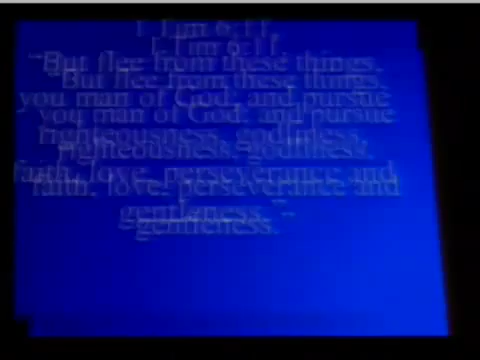 I Tim 6:11,
"But flee from these things,
you man of God; and pursue
righteousness, godliness,
faith, love, perseverance and
gentleness."